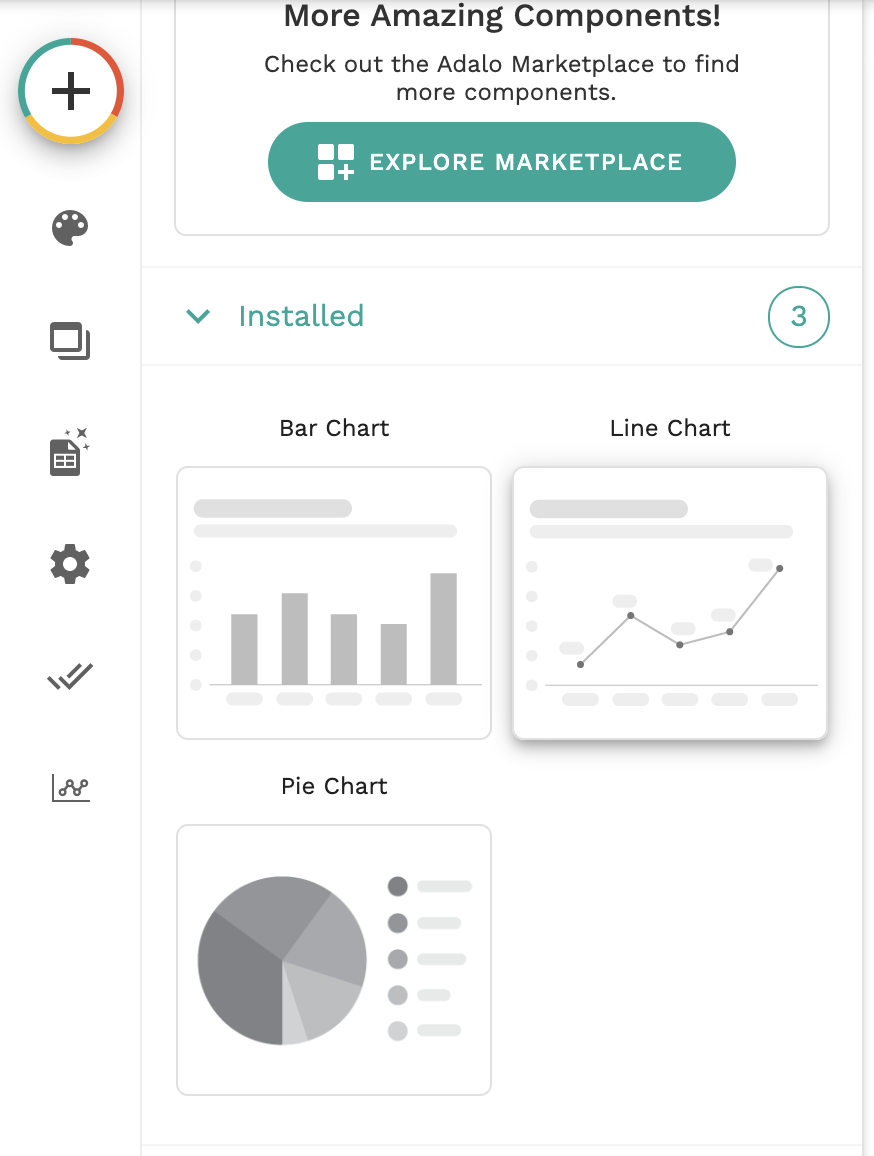 More Amazing Components!
Check out the Adalo Marketplace to find
more components.
EXPLORE MARKETPLACE
Installed
3
Bar Chart
Line Chart
Pie Chart